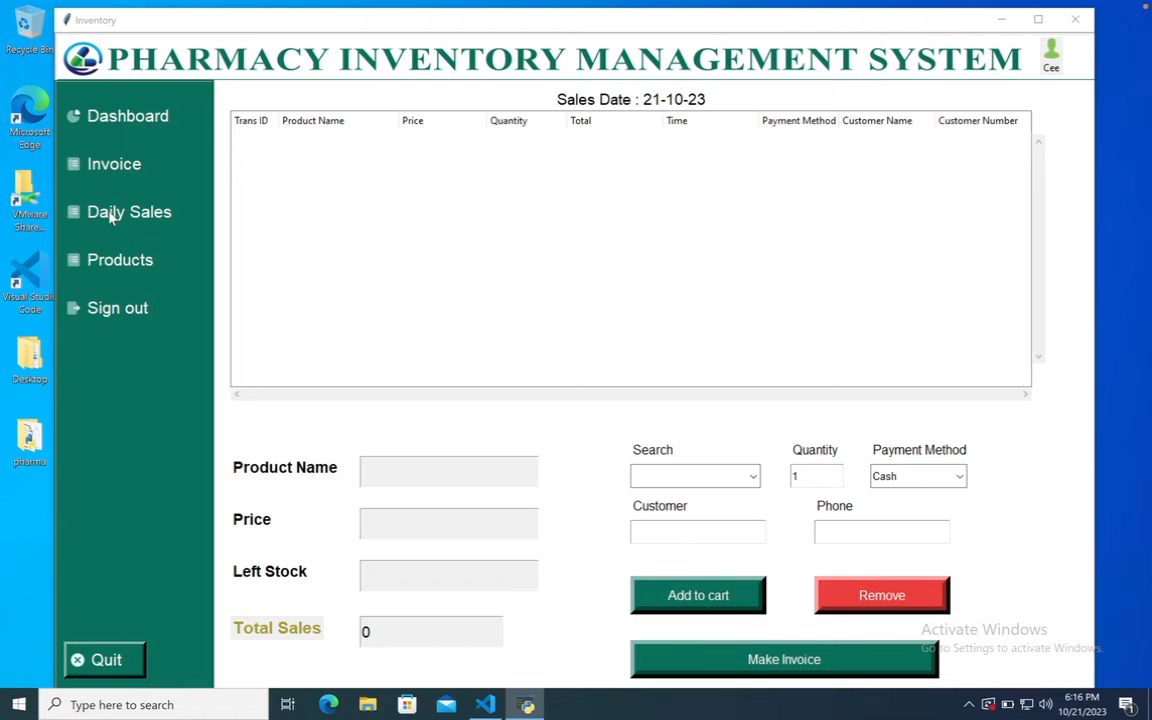 Inventory
PHARMACY INVENTORY MANAGEMENT SYSTEM
Cee
Recycle Bin
Microsoft
Edge
VMware
Share...
Visual Studi
Code
Desktop
pharma
Dashboard
Invoice
Daily Sales
Products
Sign out
Quit
Sales Date : 21-10-23
Trans ID Product Name Price Quantity Total Time Payment Method Customer Name Customer Number
Product Name
Price
Left Stock
Total Sales 0
Search Quantity Payment Method
1 Cash
Customer Phone
Add to cart Remove
Make Invoice
Activate Windows
Go to Settings to activate Windows.
Type here to search
6:16 PM
10/21/2023
1